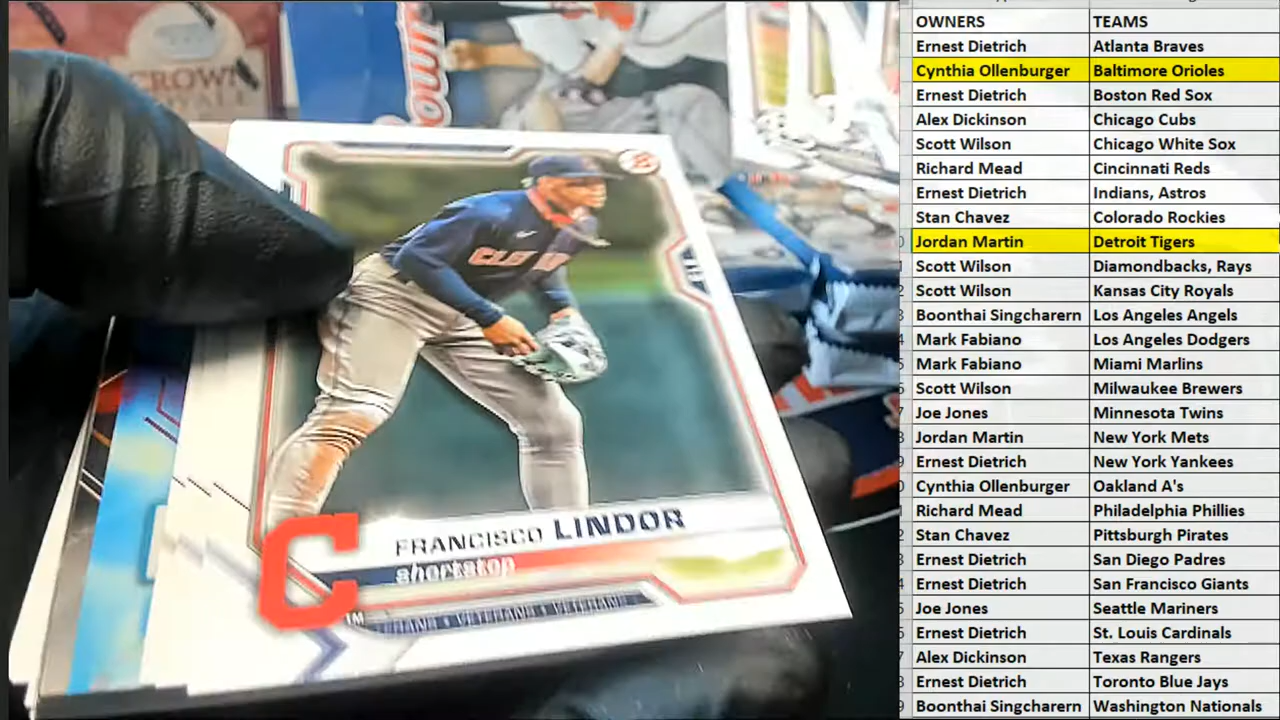 CROWN
CLEVELAND
FRANCISCO LINDOR
shortstop
C
TM
VETERANS • VETERANS
OWNERS TEAMS
Ernest Dietrich Atlanta Braves
Cynthia Ollenburger Baltimore Orioles
Ernest Dietrich Boston Red Sox
Alex Dickinson Chicago Cubs
Scott Wilson Chicago White Sox
Richard Mead Cincinnati Reds
Ernest Dietrich Indians, Astros
Stan Chavez Colorado Rockies
Jordan Martin Detroit Tigers
Scott Wilson Diamondbacks, Rays
Scott Wilson Kansas City Royals
Boonthai Singcharern Los Angeles Angels
Mark Fabiano Los Angeles Dodgers
Mark Fabiano Miami Marlins
Scott Wilson Milwaukee Brewers
Joe Jones Minnesota Twins
Jordan Martin New York Mets
Ernest Dietrich New York Yankees
Cynthia Ollenburger Oakland A's
Richard Mead Philadelphia Phillies
Stan Chavez Pittsburgh Pirates
Ernest Dietrich San Diego Padres
Ernest Dietrich San Francisco Giants
Joe Jones Seattle Mariners
Ernest Dietrich St. Louis Cardinals
Alex Dickinson Texas Rangers
Ernest Dietrich Toronto Blue Jays
Boonthai Singcharern Washington Nationals